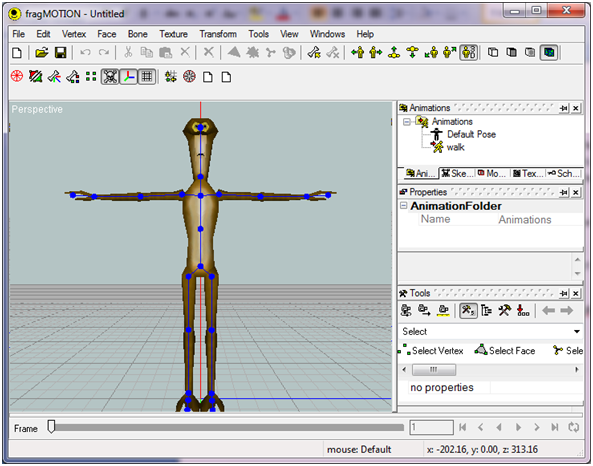 fragMOTION - Untitled
File Edit Vertex Face Bone Texture Transform Tools View Windows Help
Perspective
Animations
Animations
Default Pose
walk
Ani... Ske... Mo... Tex... Sch...
Properties
AnimationFolder
Name Animations
Tools
Select
Select Vertex Select Face Sele
no properties
Frame 1
mouse: Default x: -202.16, y: 0.00, z: 313.16